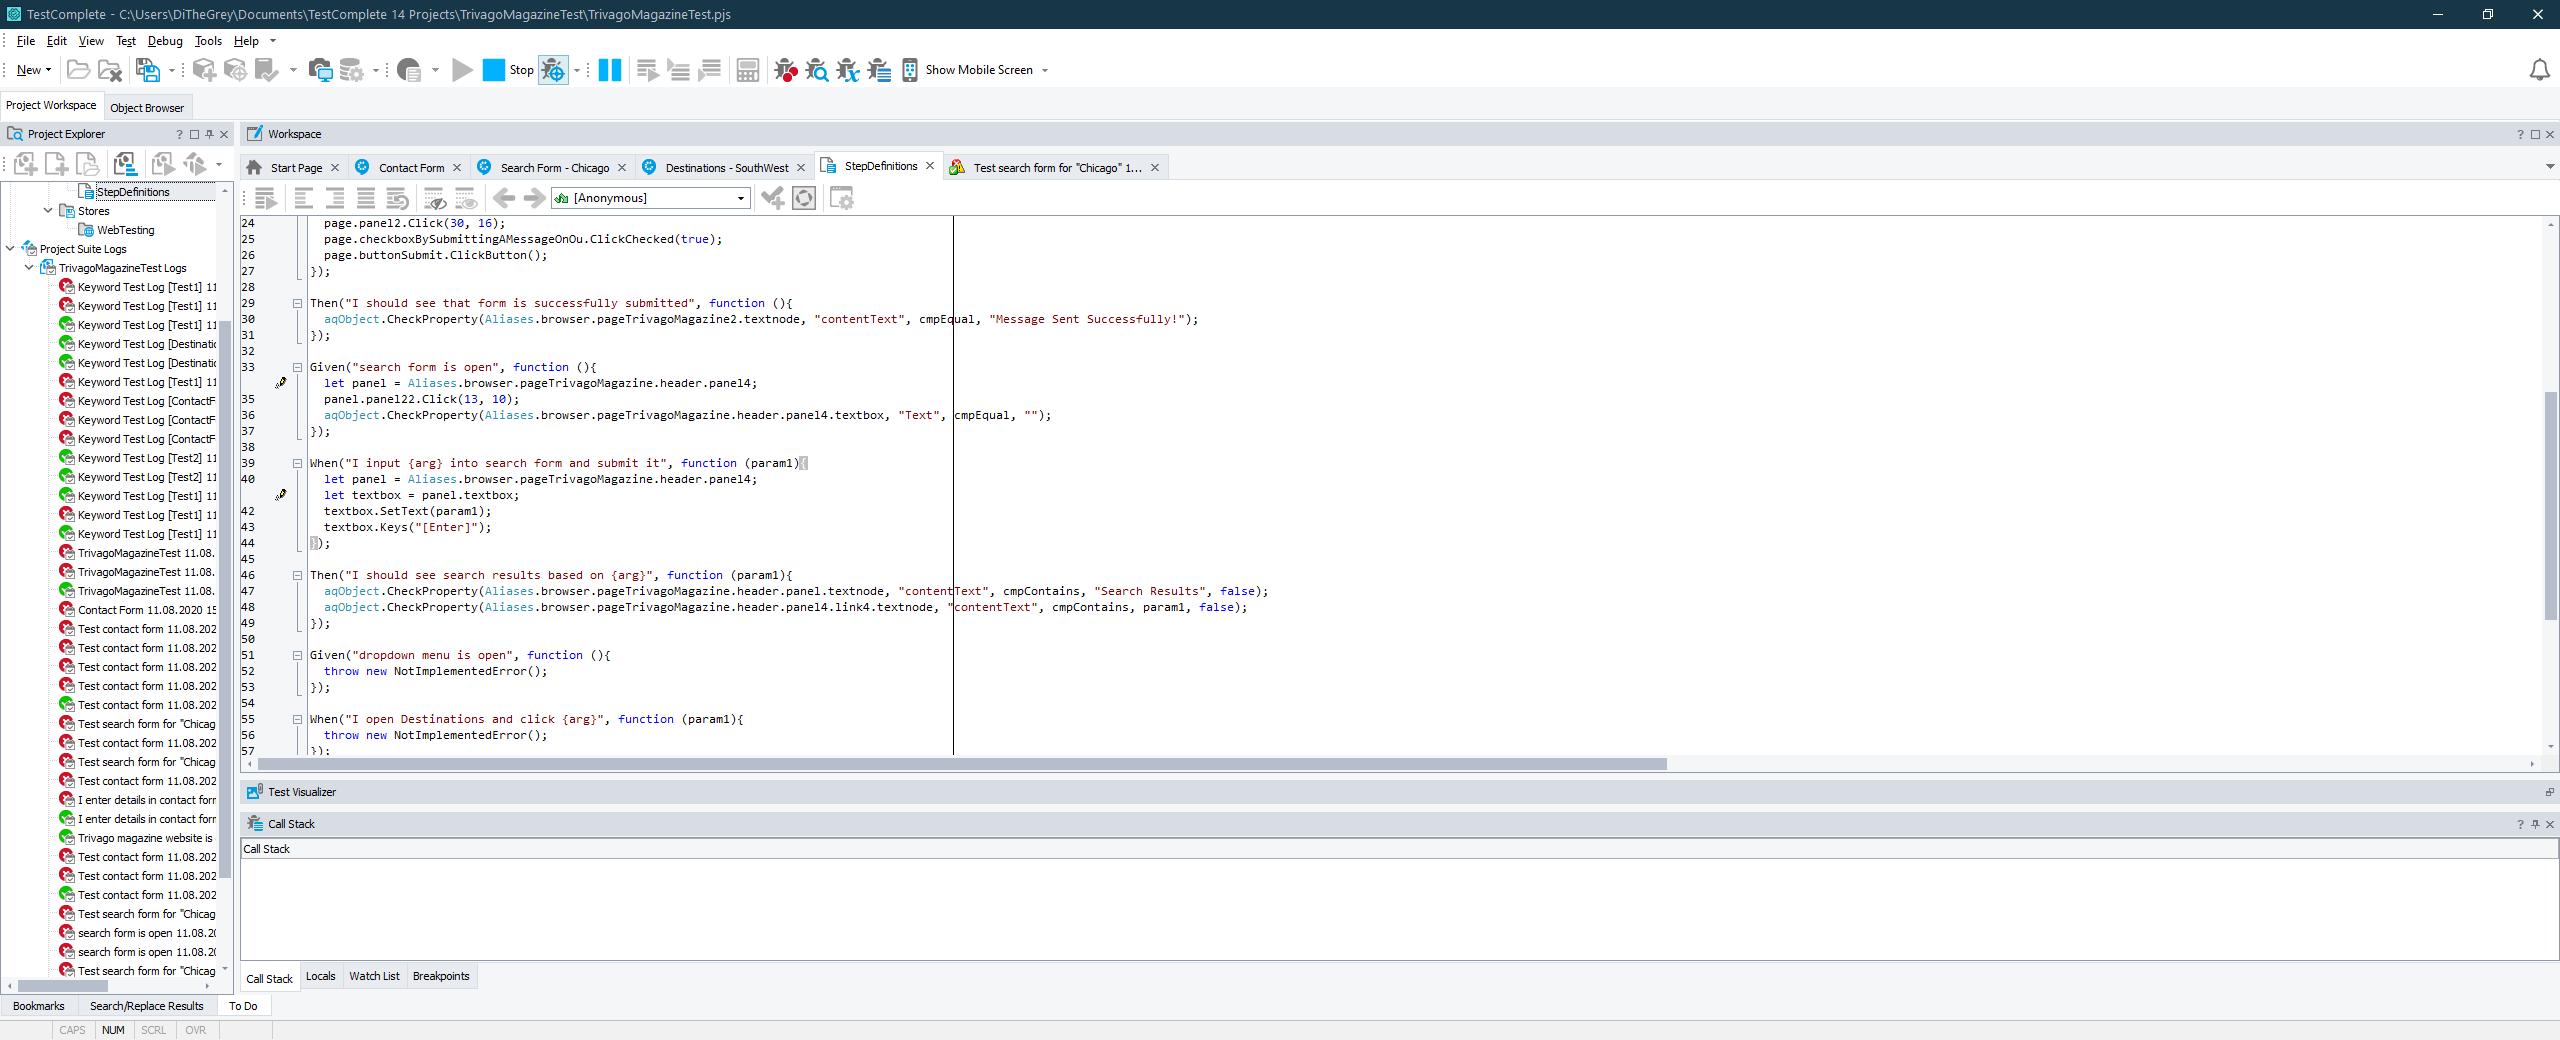 TestComplete - C:\Users\DiTheGrey\Documents\TestComplete 14 Projects\TrivagoMagazineTest\TrivagoMagazineTest.pjs
File Edit View Test Debug Tools Help
New Stop Show Mobile Screen
Project Workspace Object Browser
Project Explorer ?
Workspace ?
Start Page Contact Form Search Form - Chicago Destinations - SouthWest StepDefinitions Test search form for "Chicago" 1...
[Anonymous]
StepDefinitions
Stores
WebTesting
Project Suite Logs
TrivagoMagazineTest Logs
Keyword Test Log [Test1] 11
Keyword Test Log [Test1] 11
Keyword Test Log [Test1] 11
Keyword Test Log [Destinatic
Keyword Test Log [Destinatic
Keyword Test Log [Test1] 11
Keyword Test Log [ContactF
Keyword Test Log [ContactF
Keyword Test Log [ContactF
Keyword Test Log [Test2] 11
Keyword Test Log [Test2] 11
Keyword Test Log [Test1] 11
Keyword Test Log [Test1] 11
Keyword Test Log [Test1] 11
TrivagoMagazineTest 11.08.
TrivagoMagazineTest 11.08.
TrivagoMagazineTest 11.08.
Contact Form 11.08.2020 15
Test contact form 11.08.202
Test contact form 11.08.202
Test contact form 11.08.202
Test contact form 11.08.202
Test contact form 11.08.202
Test search form for "Chicag
Test contact form 11.08.202
Test search form for "Chicag
Test contact form 11.08.202
I enter details in contact forr
I enter details in contact forr
Trivago magazine website is
Test contact form 11.08.202
Test contact form 11.08.202
Test contact form 11.08.202
Test search form for "Chicag
search form is open 11.08.20
search form is open 11.08.20
Test search form for "Chicag
24 page.panel2.Click(30, 16);
25 page.checkboxBySubmittingAMessageOnOu.ClickChecked(true);
26 page.buttonSubmit.ClickButton();
27 });
28
29 Then("I should see that form is successfully submitted", function (){
30 aqObject.CheckProperty(Aliases.browser.pageTrivagoMagazine2.textnode, "contentText", cmpEqual, "Message Sent Successfully!");
31 });
32
33 Given("search form is open", function (){
let panel = Aliases.browser.pageTrivagoMagazine.header.panel4;
35 panel.panel22.Click(13, 10);
36 aqObject.CheckProperty(Aliases.browser.pageTrivagoMagazine.header.panel4.textbox, "Text", cmpEqual, "");
37 });
38
39 When("I input {arg} into search form and submit it", function (param1){
40 let panel = Aliases.browser.pageTrivagoMagazine.header.panel4;
let textbox = panel.textbox;
42 textbox.SetText(param1);
43 textbox.Keys("[Enter]");
44 });
45
46 Then("I should see search results based on {arg}", function (param1){
47 aqObject.CheckProperty(Aliases.browser.pageTrivagoMagazine.header.panel.textnode, "contentText", cmpContains, "Search Results", false);
48 aqObject.CheckProperty(Aliases.browser.pageTrivagoMagazine.header.panel4.link4.textnode, "contentText", cmpContains, param1, false);
49 });
50
51 Given("dropdown menu is open", function (){
52 throw new NotImplementedError();
53 });
54
55 When("I open Destinations and click {arg}", function (param1){
56 throw new NotImplementedError();
57 });
Test Visualizer
Call Stack ?
Call Stack
Call Stack Locals Watch List Breakpoints
Bookmarks Search/Replace Results To Do
CAPS NUM SCRL OVR